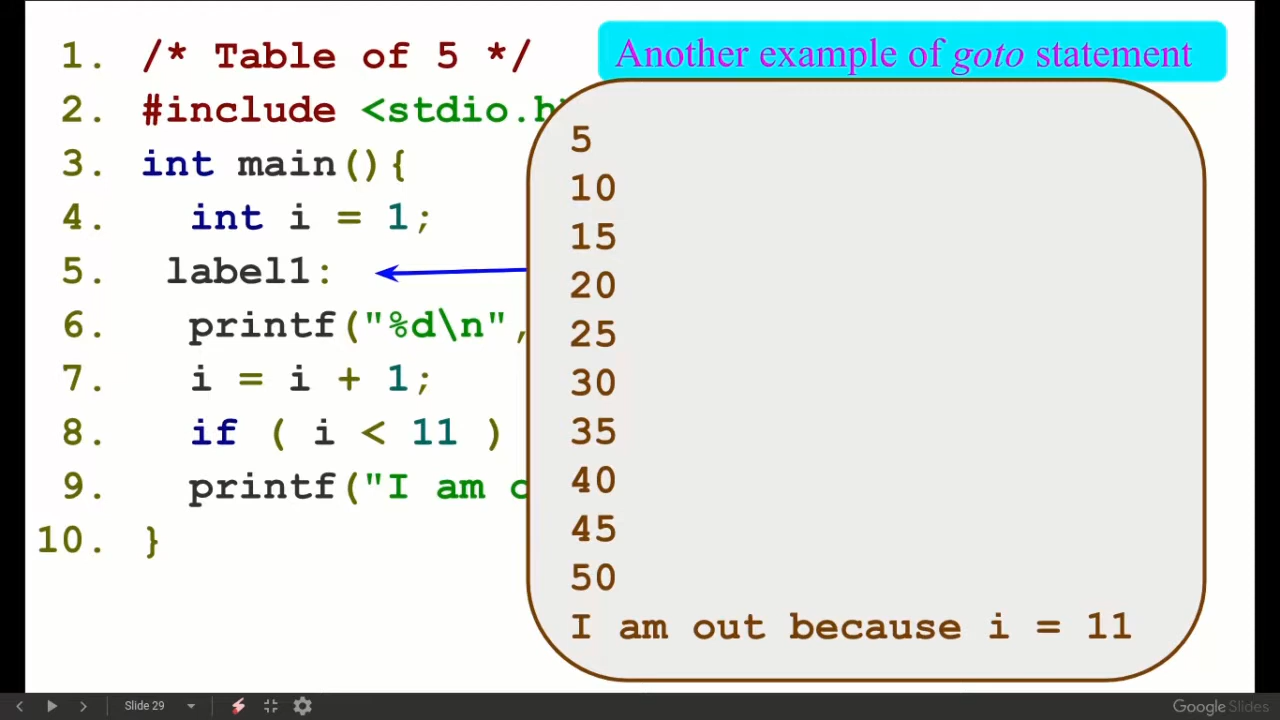 Another example of goto statement
1. /* Table of 5 */
2. #include <stdio.h
3. int main(){
4. int i = 1;
5. label1:
6. printf("%d\n",
7. i = i + 1;
8. if ( i < 11 )
9. printf("I am
10. }
5
10
15
20
25
30
35
40
45
50
I am out because i = 11
Slide 29
Google Slides